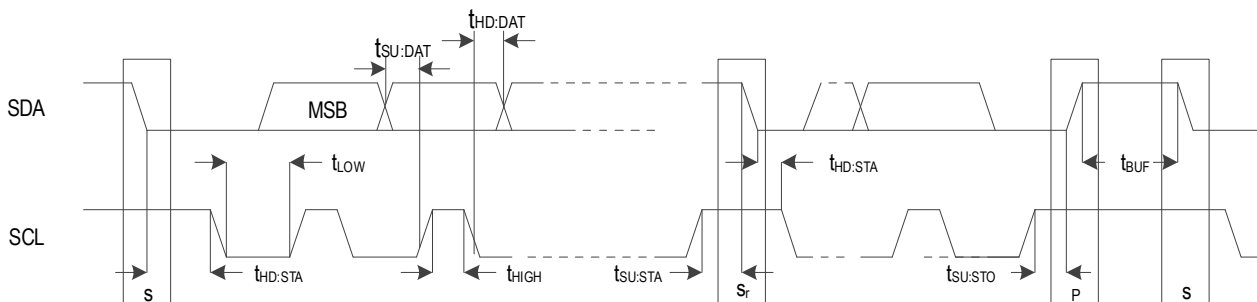 tHD:DAT
tSU:DAT
SDA
MSB
tLOW
tHD:STA
tBUF
SCL
tHD:STA
tHIGH
tSU:STA
tSU:STO
S
Sr
P
S